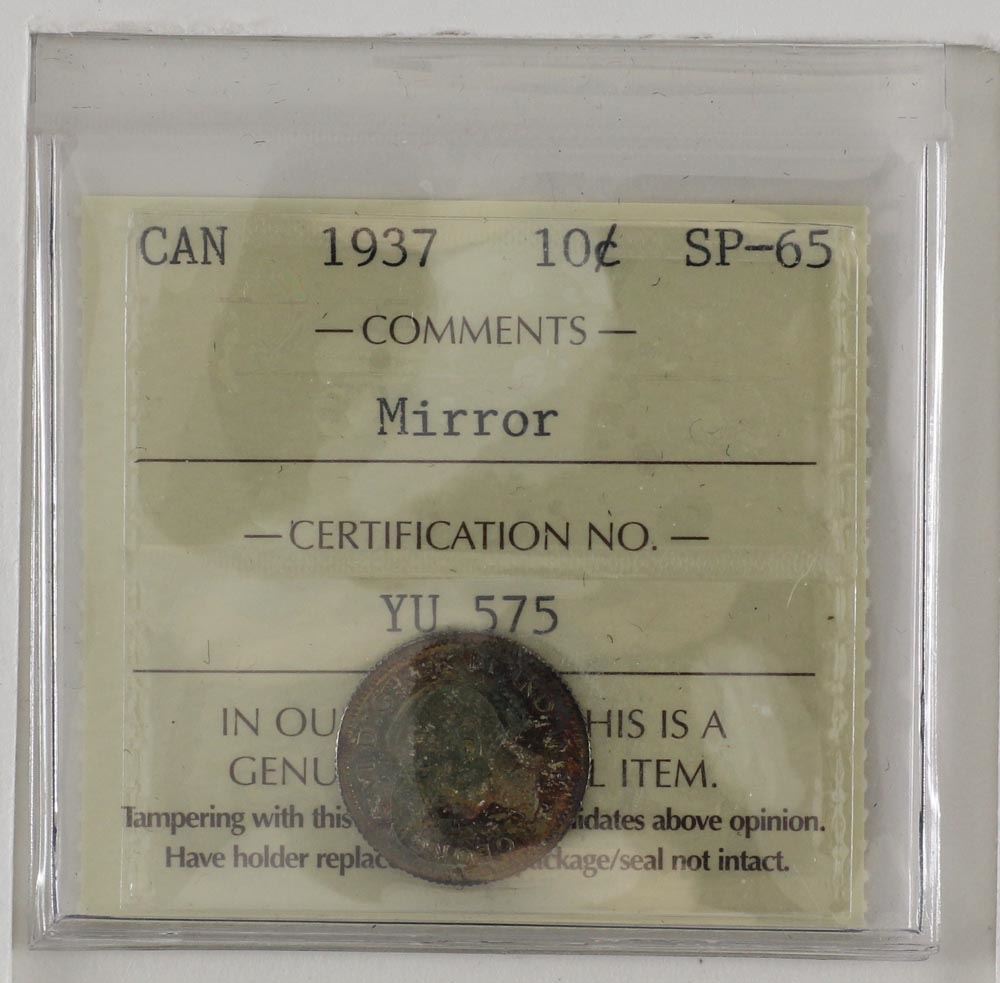 CAN 1937 10¢ SP-65
— COMMENTS —
Mirror
— CERTIFICATION NO. —
YU 575
IN OU HIS IS A
GENU L ITEM.
Tampering with this idates above opinion.
Have holder replac ckage/seal not intact.